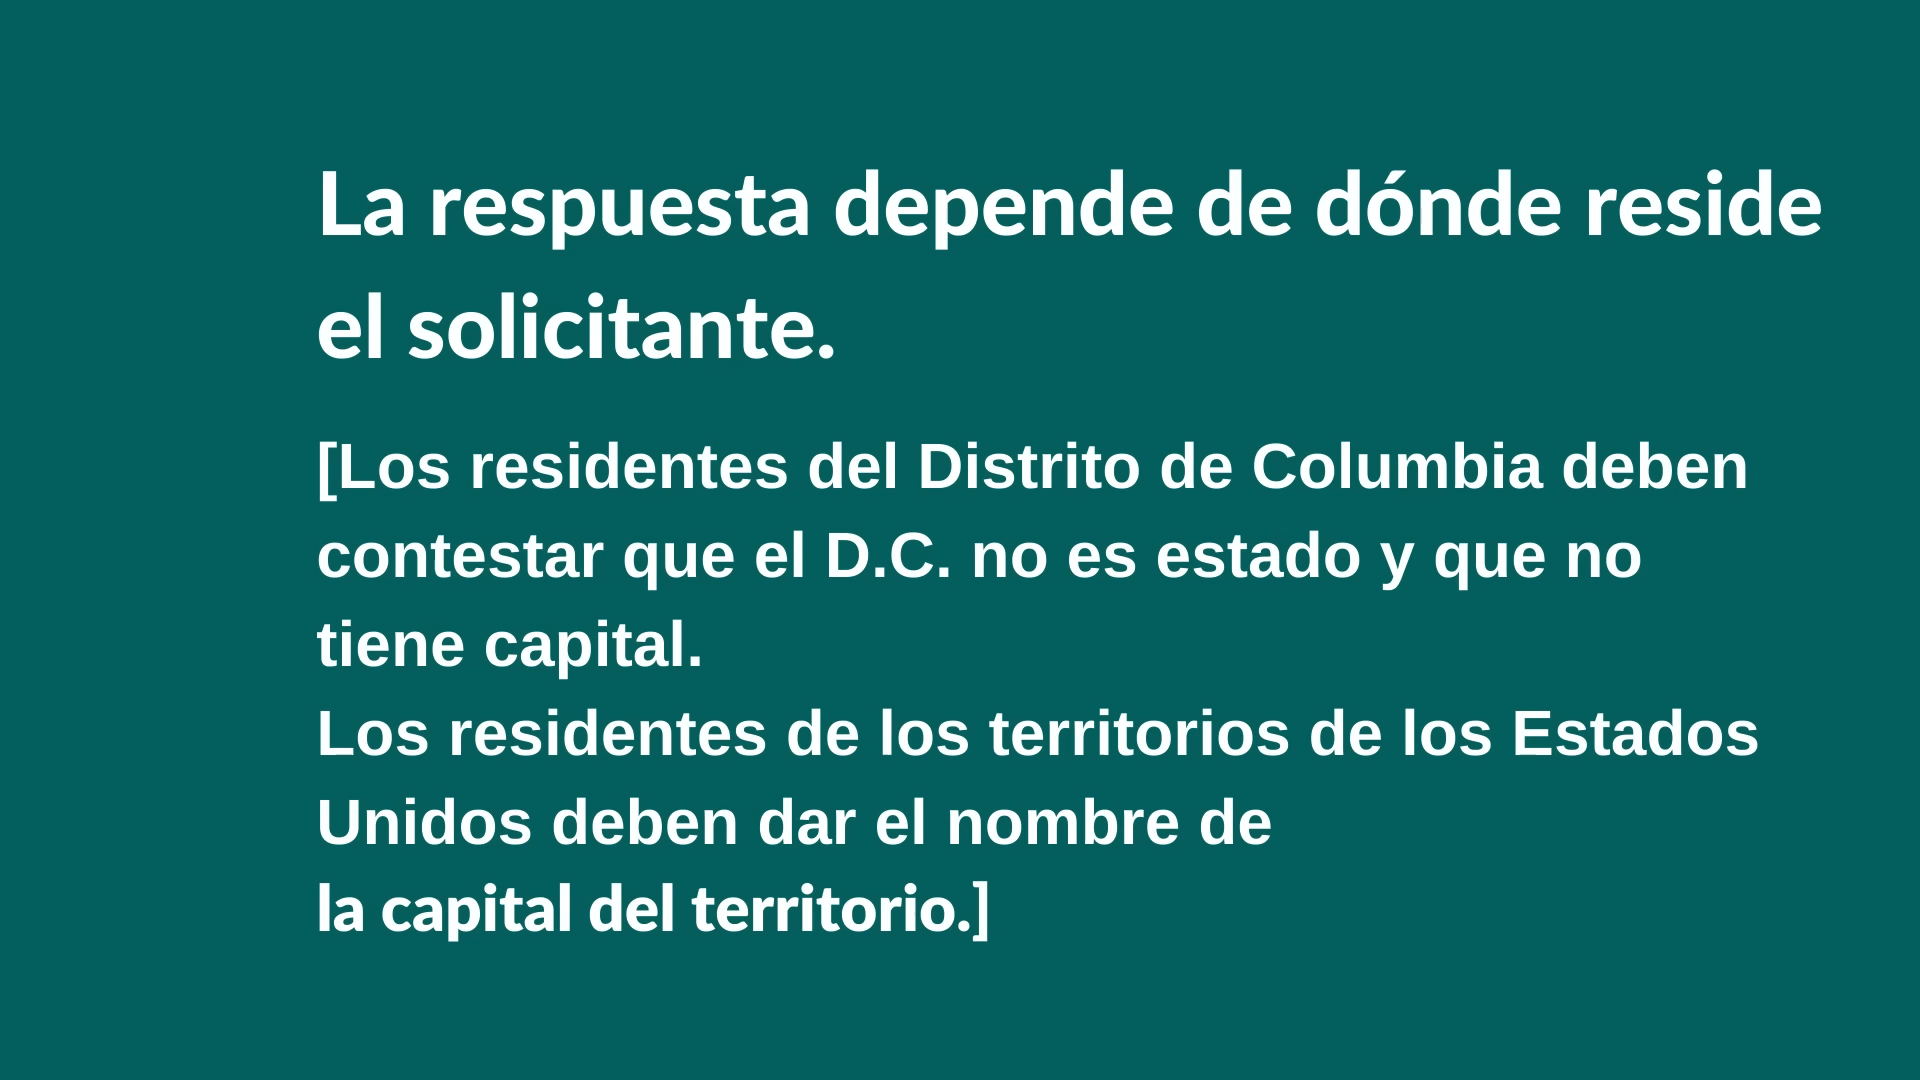 La respuesta depende de dónde reside
el solicitante.
[Los residentes del Distrito de Columbia deben
contestar que el D.C. no es estado y que no
tiene capital.
Los residentes de los territorios de los Estados
Unidos deben dar el nombre de
la capital del territorio.]